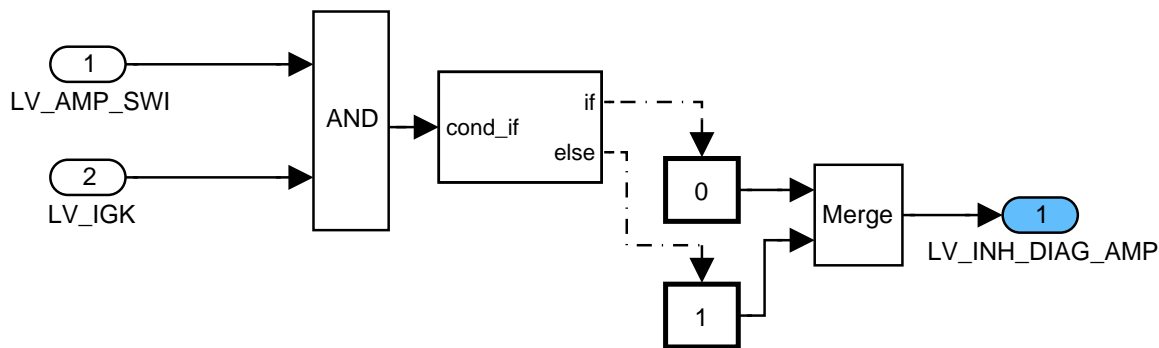 1
LV_AMP_SWI
2
LV_IGK
AND
cond_if
if
else
0
1
Merge
1
LV_INH_DIAG_AMP